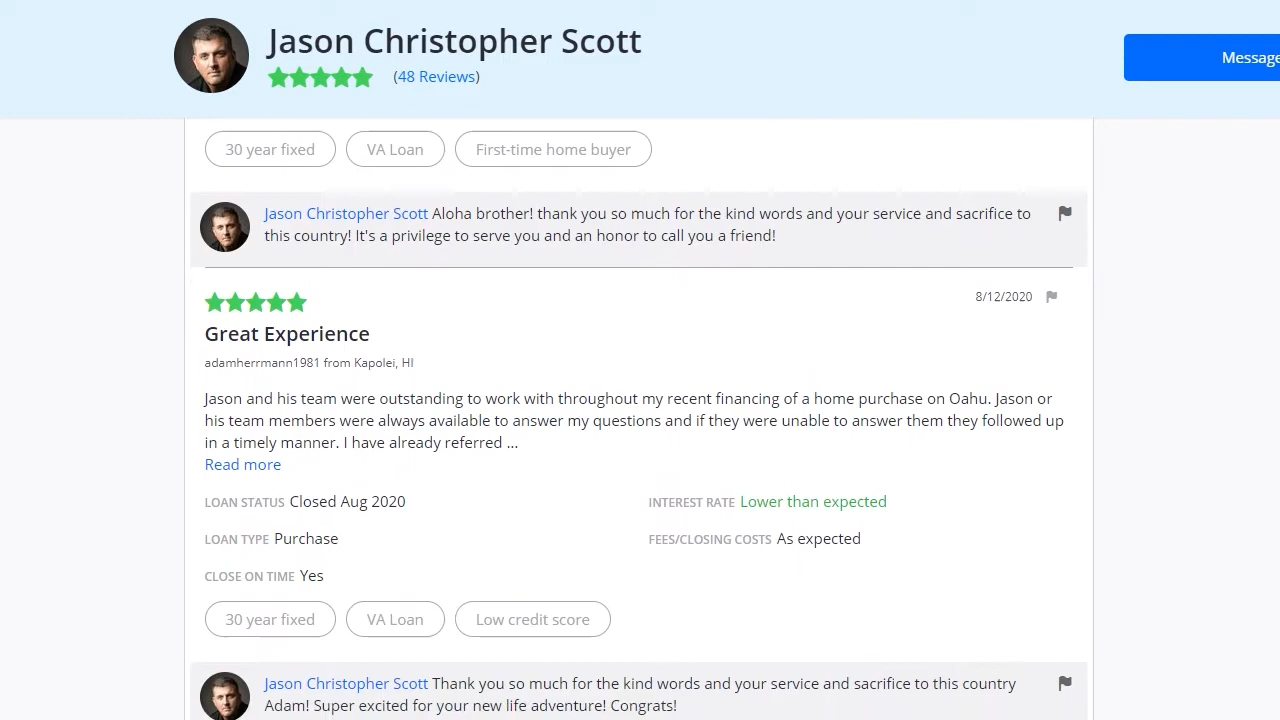 Jason Christopher Scott
(48 Reviews)
Message
30 year fixed
VA Loan
First-time home buyer
Jason Christopher Scott Aloha brother! thank you so much for the kind words and your service and sacrifice to
this country! It's a privilege to serve you and an honor to call you a friend!
8/12/2020
Great Experience
adamherrmann1981 from Kapolei, HI
Jason and his team were outstanding to work with throughout my recent financing of a home purchase on Oahu. Jason or
his team members were always available to answer my questions and if they were unable to answer them they followed up
in a timely manner. I have already referred ...
Read more
LOAN STATUS Closed Aug 2020
INTEREST RATE Lower than expected
LOAN TYPE Purchase
FEES/CLOSING COSTS As expected
CLOSE ON TIME Yes
30 year fixed
VA Loan
Low credit score
Jason Christopher Scott Thank you so much for the kind words and your service and sacrifice to this country
Adam! Super excited for your new life adventure! Congrats!